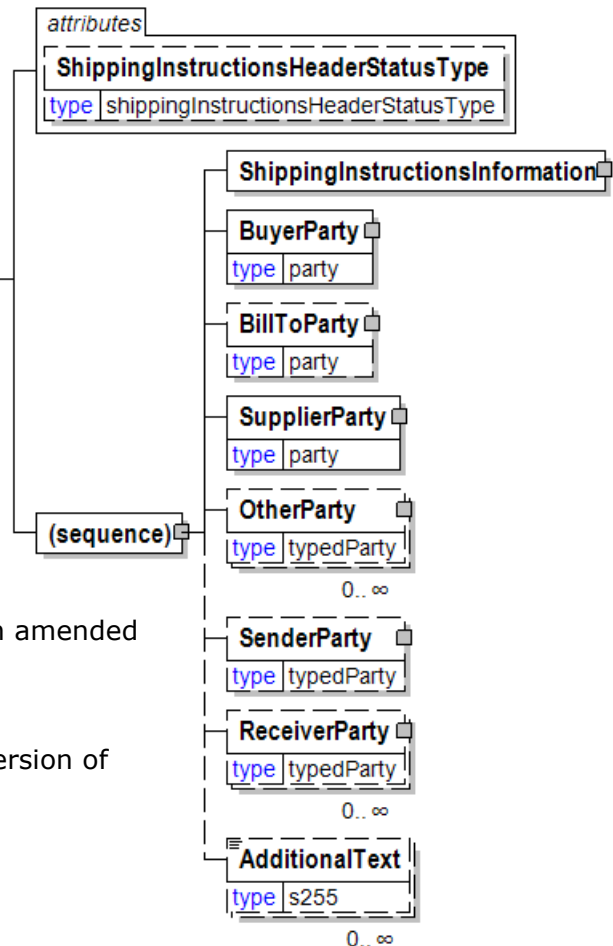 attributes
ShippingInstructionsHeaderStatusType
type shippingInstructionsHeaderStatusType
ShippingInstructionsInformation
BuyerParty
type party
BillToParty
type party
SupplierParty
type party
(sequence)
OtherParty
type typedParty
0.. ∞
amended
SenderParty
type typedParty
ReceiverParty
type typedParty
0.. ∞
of
AdditionalText
type s255
0.. ∞